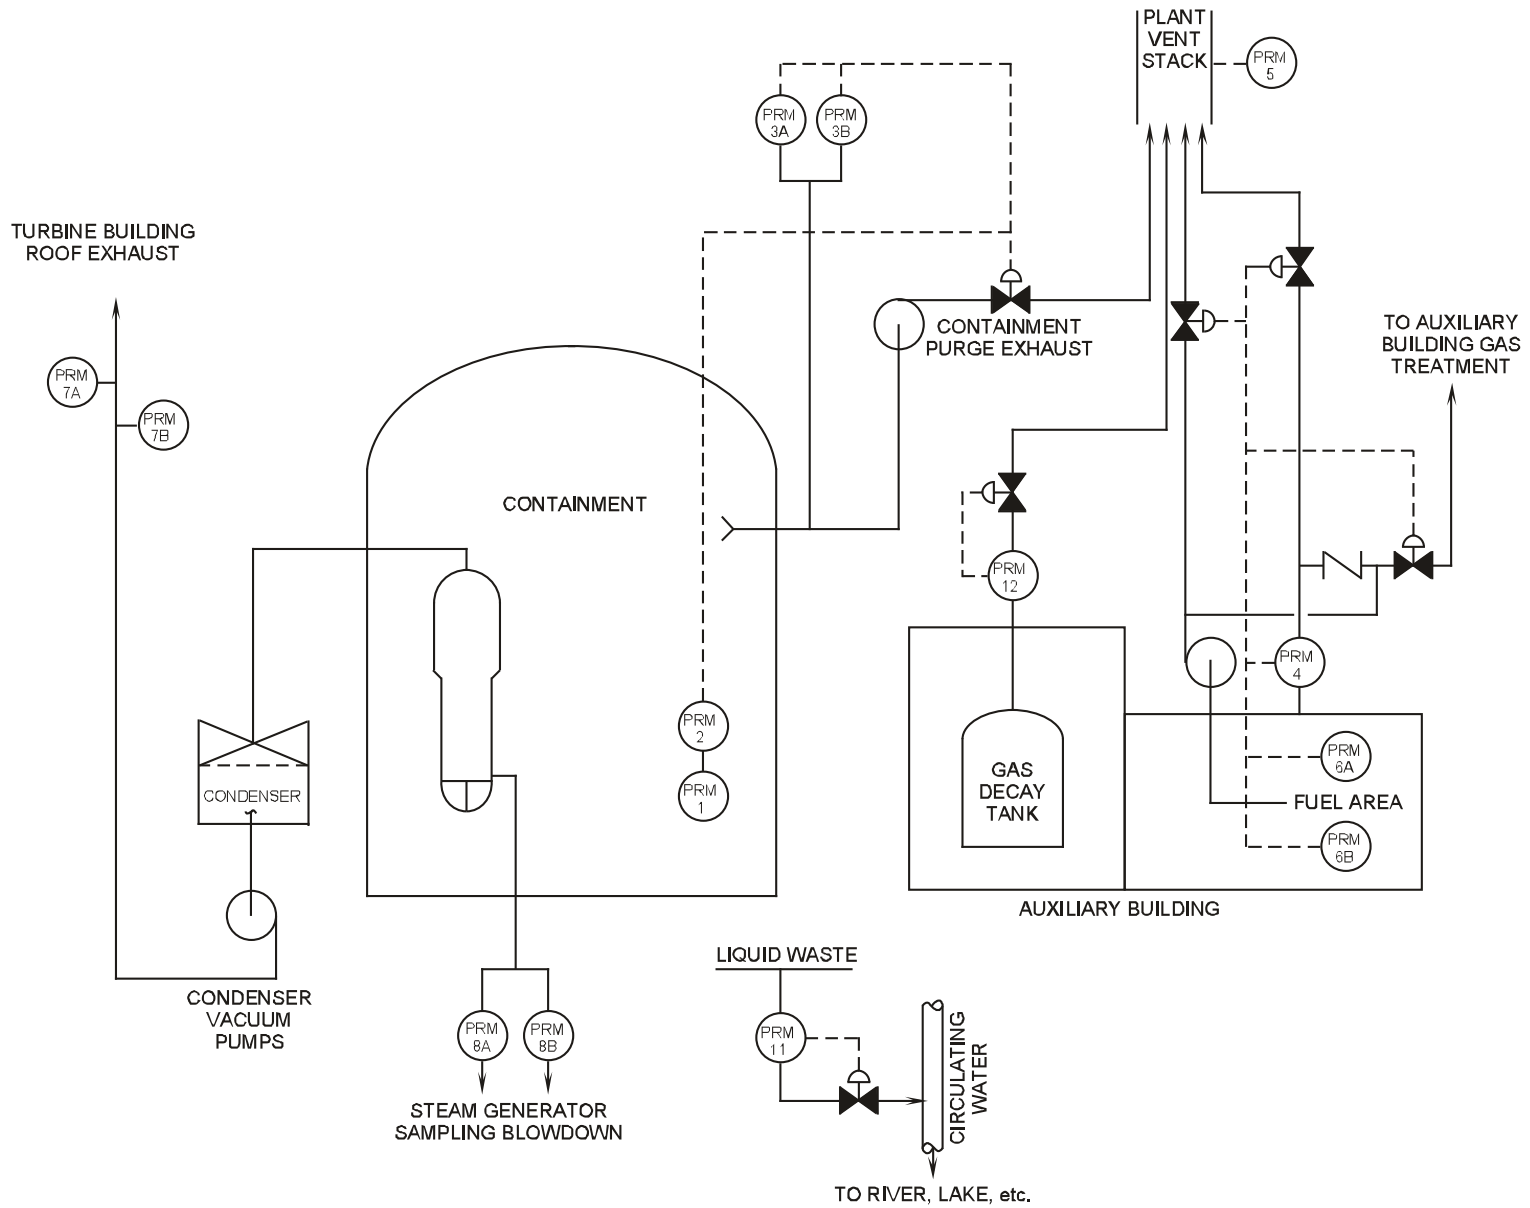 PLANT
VENT
STACK
PRM
5
PRM
3A
PRM
3B
TURBINE BUILDING
ROOF EXHAUST
CONTAINMENT
PURGE EXHAUST
TO AUXILIARY
BUILDING GAS
TREATMENT
PRM
7A
PRM
7B
CONTAINMENT
PRM
12
PRM
4
PRM
2
PRM
1
CONDENSER
GAS
DECAY
TANK
PRM
6A
FUEL AREA
PRM
6B
AUXILIARY BUILDING
CONDENSER
VACUUM
PUMPS
LIQUID WASTE
PRM
8A
PRM
8B
PRM
11
CIRCULATING
WATER
STEAM GENERATOR
SAMPLING BLOWDOWN
TO RIVER, LAKE, etc.